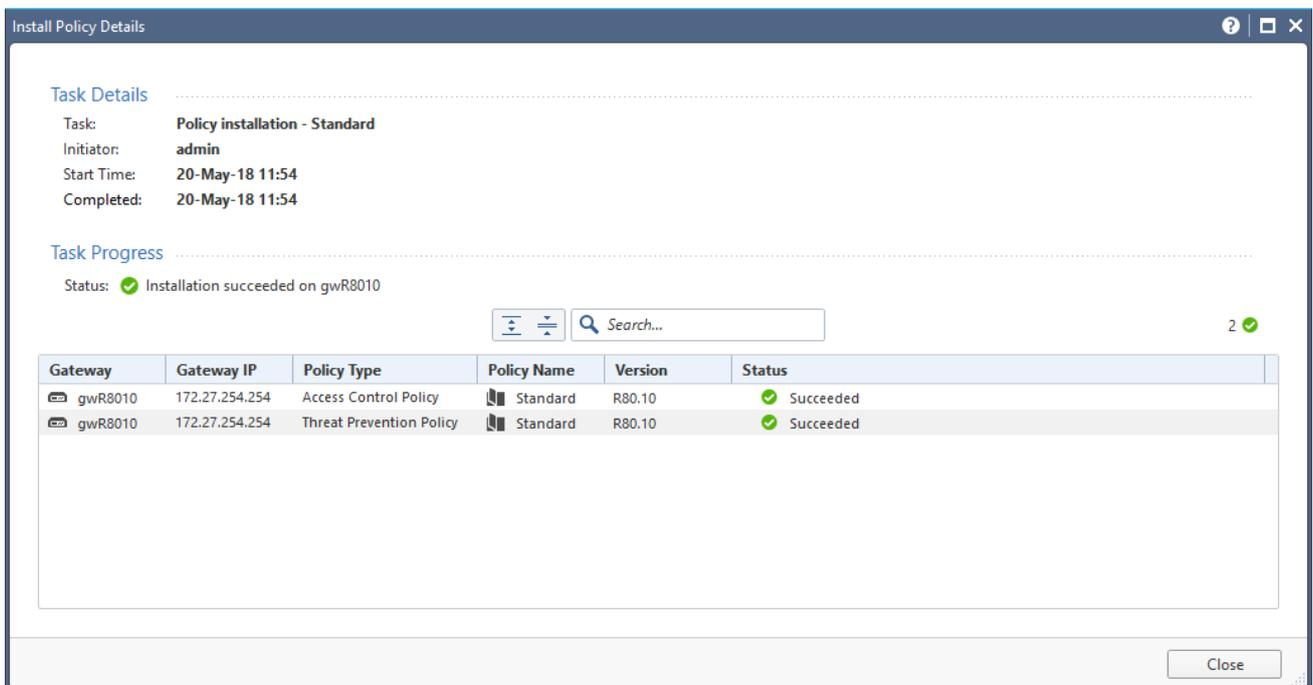 Install Policy Details
Task Details
Task: Policy installation - Standard
Initiator: admin
Start Time: 20-May-18 11:54
Completed: 20-May-18 11:54
Task Progress
Status: Installation succeeded on gwR8010
Search... 2
Gateway Gateway IP Policy Type Policy Name Version Status
gwR8010 172.27.254.254 Access Control Policy Standard R80.10 Succeeded
gwR8010 172.27.254.254 Threat Prevention Policy Standard R80.10 Succeeded
Close